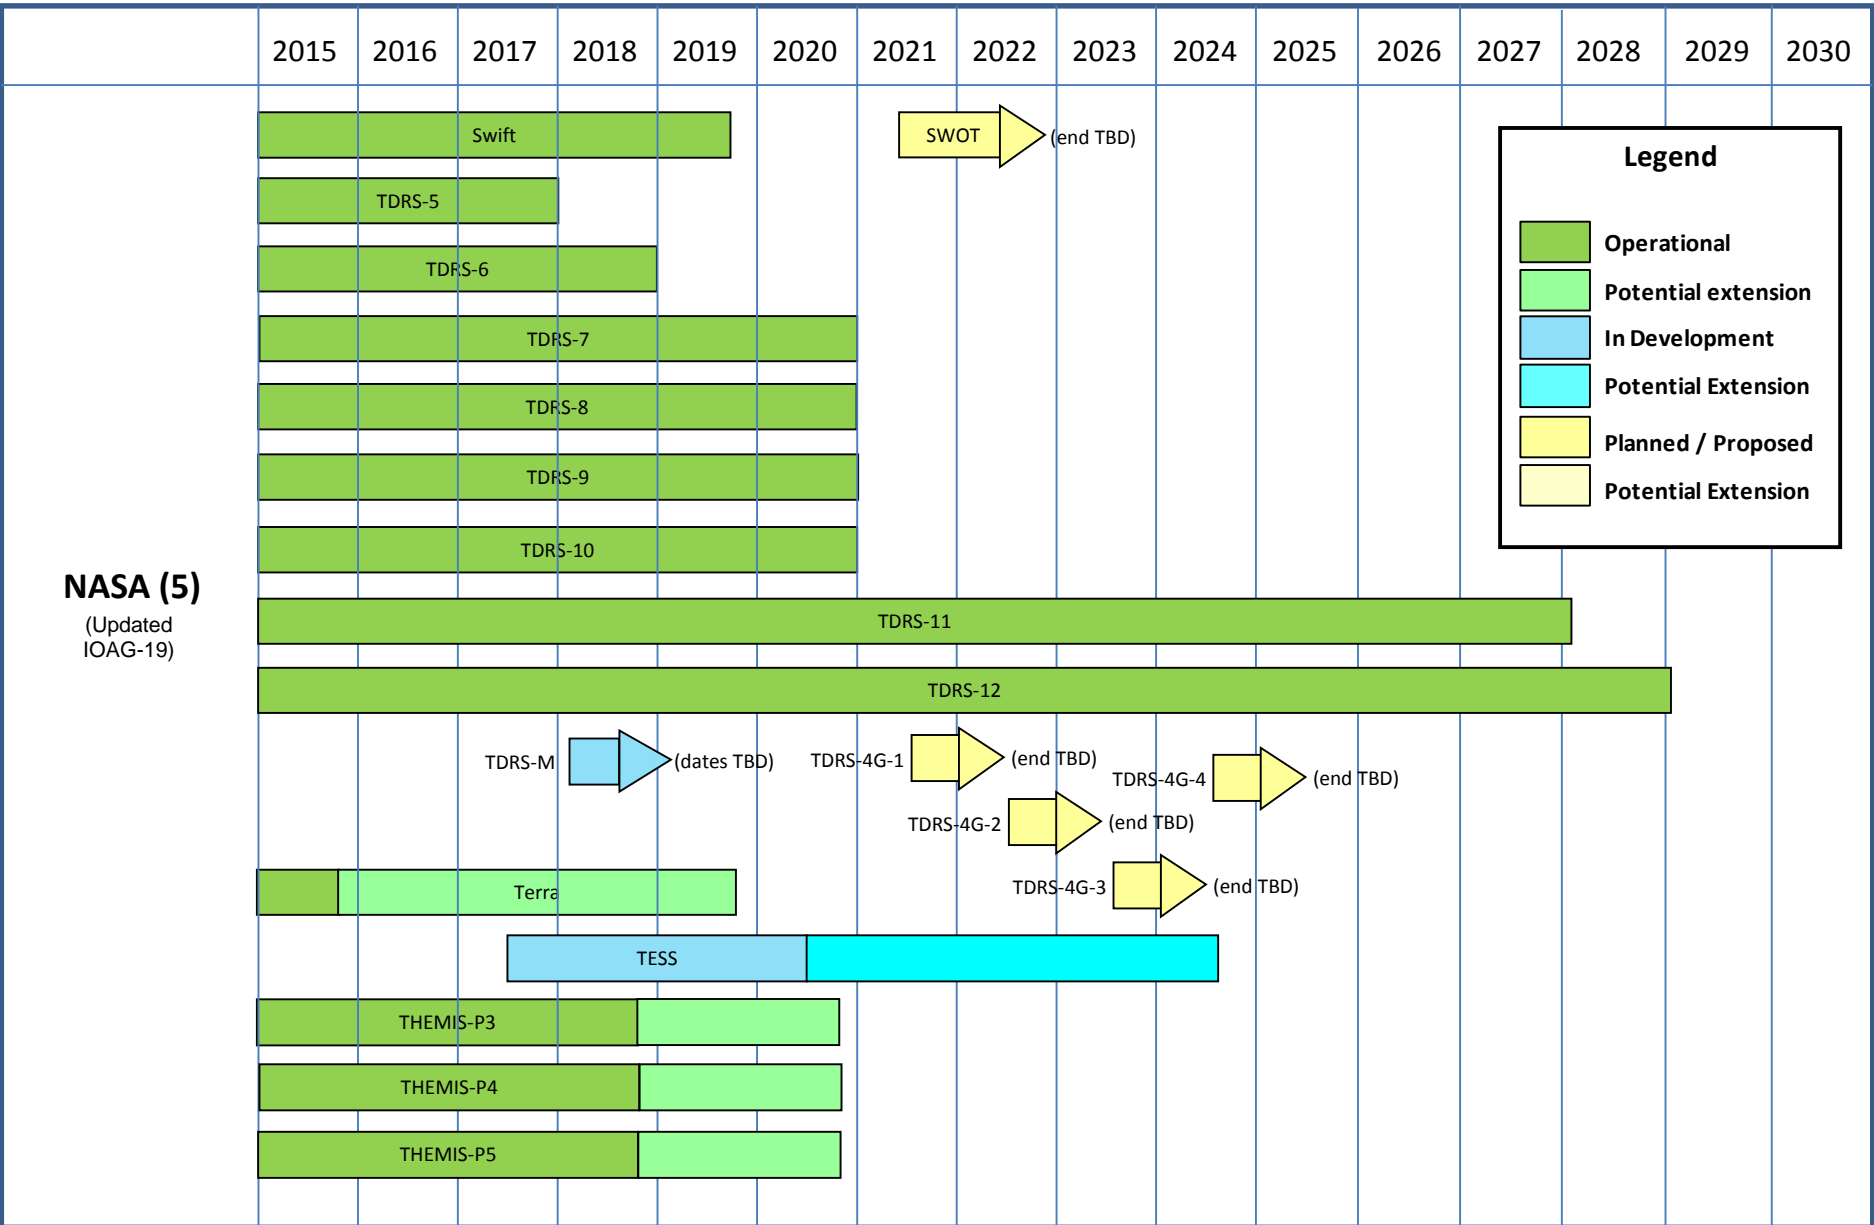 2015 2016 2017 2018 2019 2020 2021 2022 2023 2024 2025 2026 2027 2028 2029 2030
Swift
SWOT
(end TBD)
Legend
Operational
Potential extension
In Development
Potential Extension
Planned / Proposed
Potential Extension
TDRS-5
TDRS-6
TDRS-7
TDRS-8
TDRS-9
TDRS-10
NASA (5)
(Updated
IOAG-19)
TDRS-11
TDRS-12
TDRS-M
(dates TBD)
TDRS-4G-1
(end TBD)
TDRS-4G-4
(end TBD)
TDRS-4G-2
(end TBD)
TDRS-4G-3
(end TBD)
Terra
TESS
THEMIS-P3
THEMIS-P4
THEMIS-P5